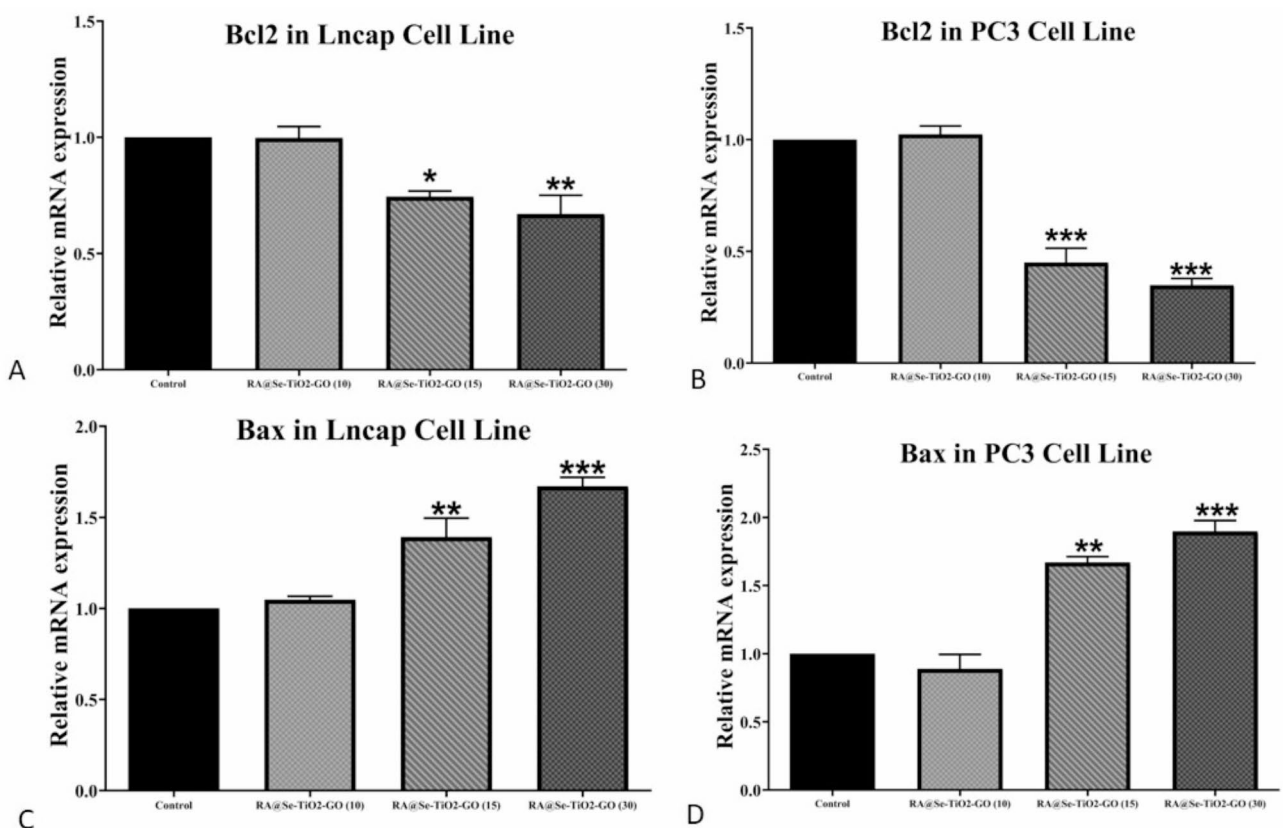 Bcl2 in Lncap Cell Line
Relative mRNA expression
1.5
1.0
0.5
0.0
*
**
Control
RA@Se-TiO2-GO (10)
RA@Se-TiO2-GO (15)
RA@Se-TiO2-GO (30)
A
Bcl2 in PC3 Cell Line
Relative mRNA expression
1.5
1.0
0.5
0.0
***
***
Control
RA@Se-TiO2-GO (10)
RA@Se-TiO2-GO (15)
RA@Se-TiO2-GO (30)
B
Bax in Lncap Cell Line
Relative mRNA expression
2.0
1.5
1.0
0.5
0.0
**
***
Control
RA@Se-TiO2-GO (10)
RA@Se-TiO2-GO (15)
RA@Se-TiO2-GO (30)
C
Bax in PC3 Cell Line
Relative mRNA expression
2.5
2.0
1.5
1.0
0.5
0.0
**
***
Control
RA@Se-TiO2-GO (10)
RA@Se-TiO2-GO (15)
RA@Se-TiO2-GO (30)
D